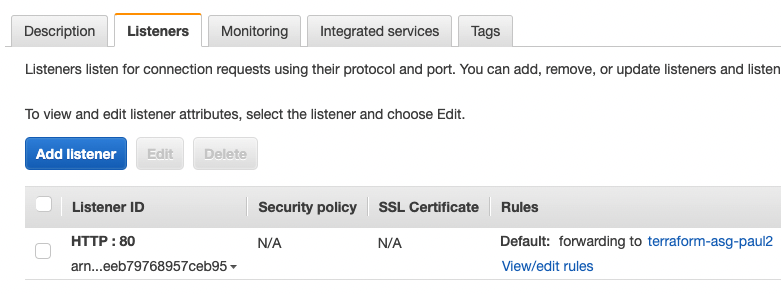 Description Listeners Monitoring Integrated services Tags
Listeners listen for connection requests using their protocol and port. You can add, remove, or update listeners and listen
To view and edit listener attributes, select the listener and choose Edit.
Add listener Edit Delete
Listener ID Security policy SSL Certificate Rules
HTTP : 80 N/A N/A Default: forwarding to terraform-asg-paul2
arn...eeb79768957ceb95 View/edit rules